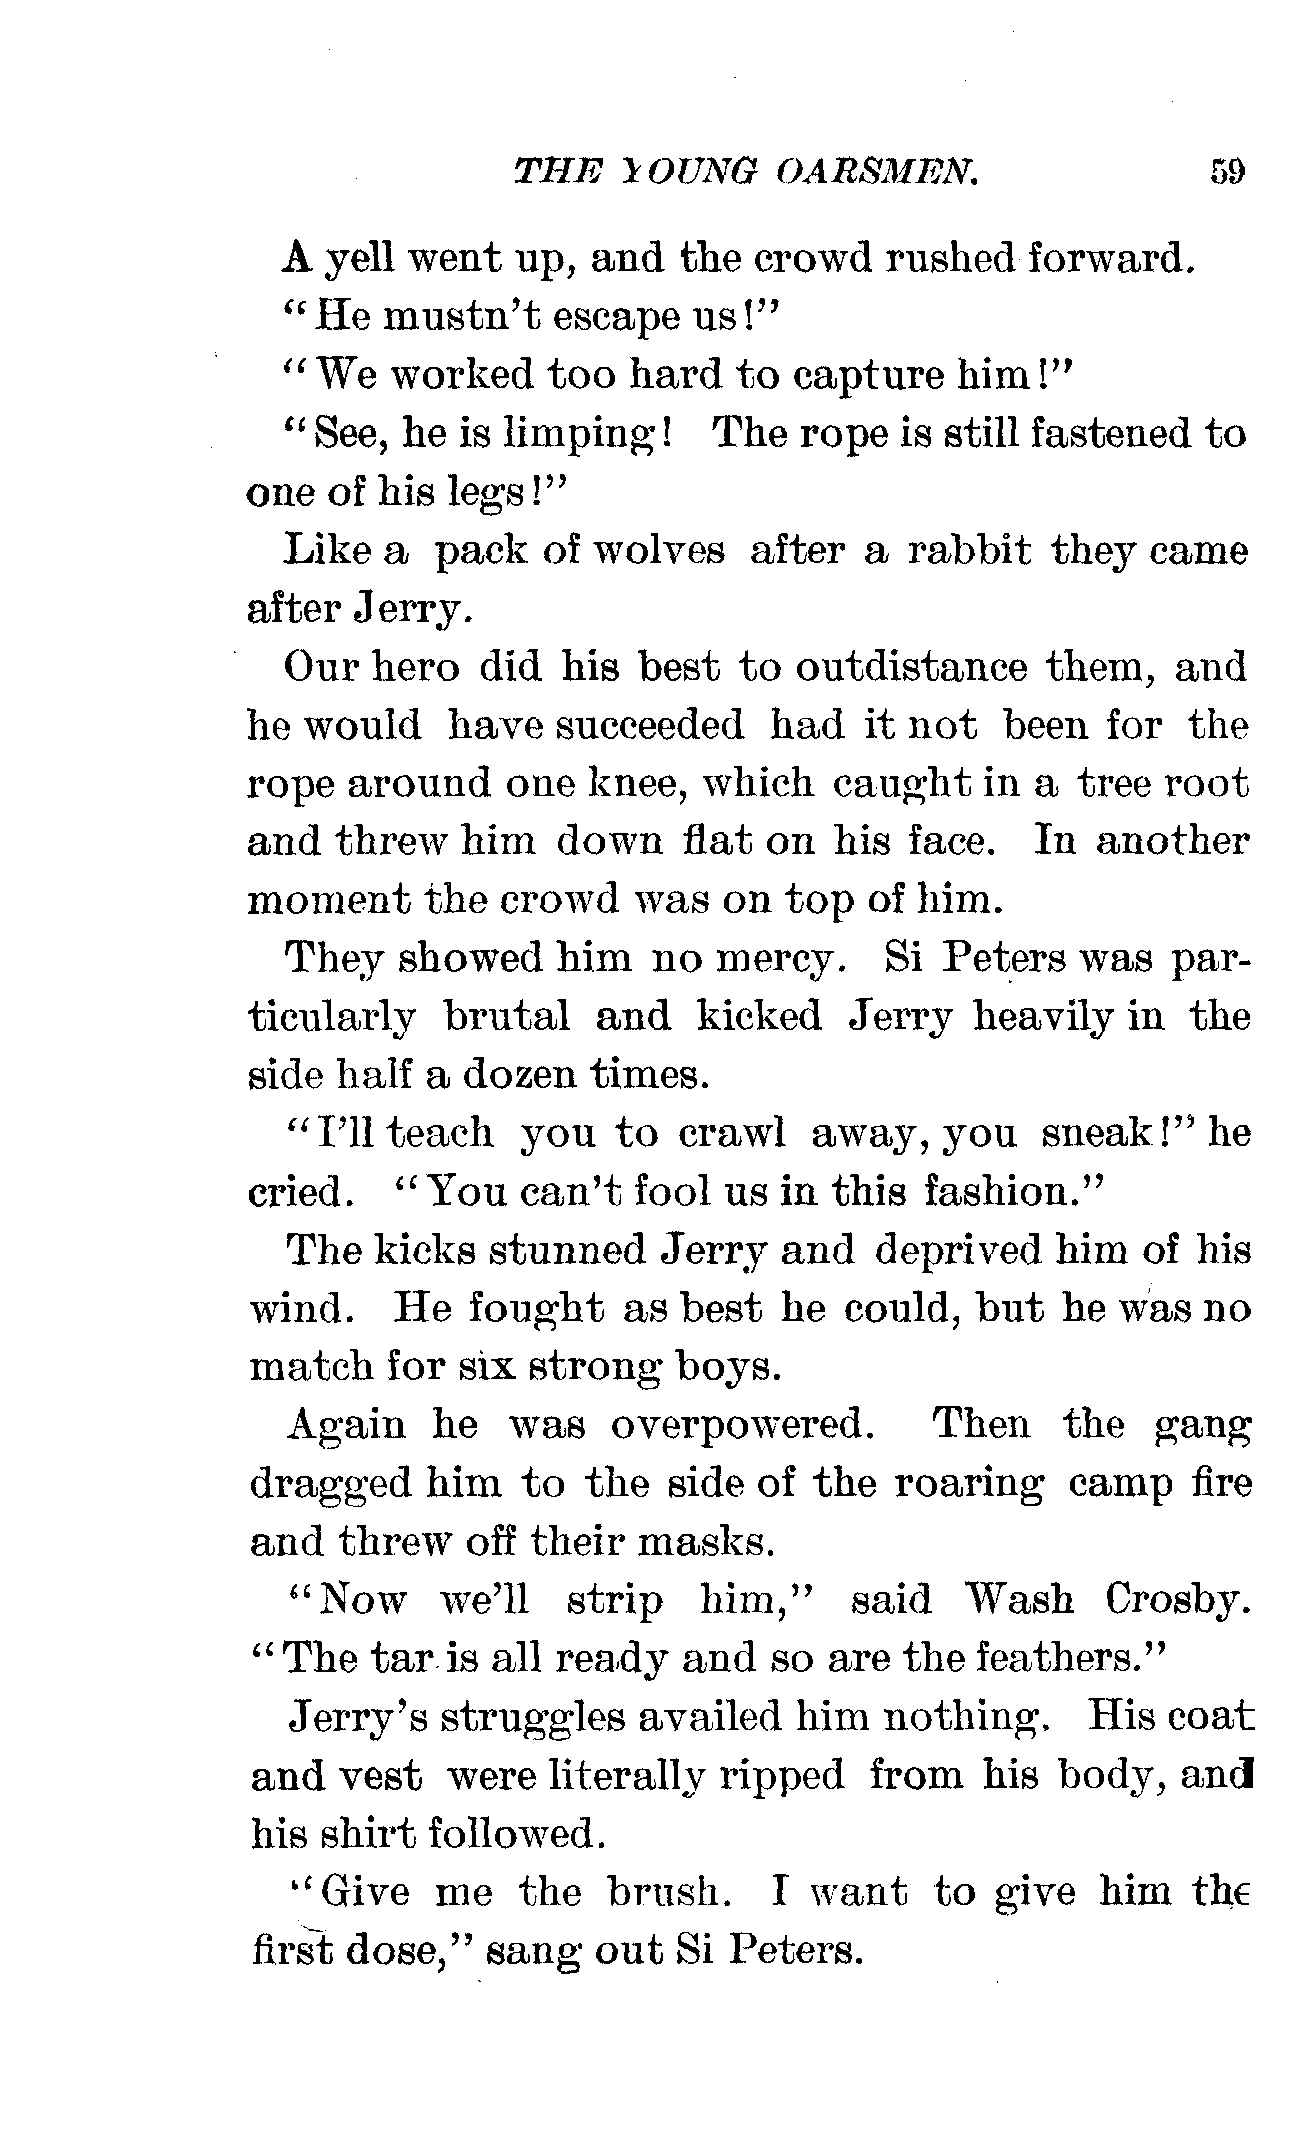 THE YOUNG OARSMEN. 59
A yell went up, and the crowd rushed forward.
"He mustn't escape us!"
"We worked too hard to capture him!"
"See, he is limping! The rope is still fastened to
one of his legs!"
Like a pack of wolves after a rabbit they came
after Jerry.
Our hero did his best to outdistance them, and
he would have succeeded had it not been for the
rope around one knee, which caught in a tree root
and threw him down flat on his face. In another
moment the crowd was on top of him.
They showed him no mercy. Si Peters was par-
ticularly brutal and kicked Jerry heavily in the
side half a dozen times.
"I'll teach you to crawl away, you sneak!" he
cried. "You can't fool us in this fashion."
The kicks stunned Jerry and deprived him of his
wind. He fought as best he could, but he was no
match for six strong boys.
Again he was overpowered. Then the gang
dragged him to the side of the roaring camp fire
and threw off their masks.
"Now we'll strip him," said Wash Crosby.
"The tar is all ready and so are the feathers."
Jerry's struggles availed him nothing. His coat
and vest were literally ripped from his body, and
his shirt followed.
"Give me the brush. I want to give him the
first dose," sang out Si Peters.